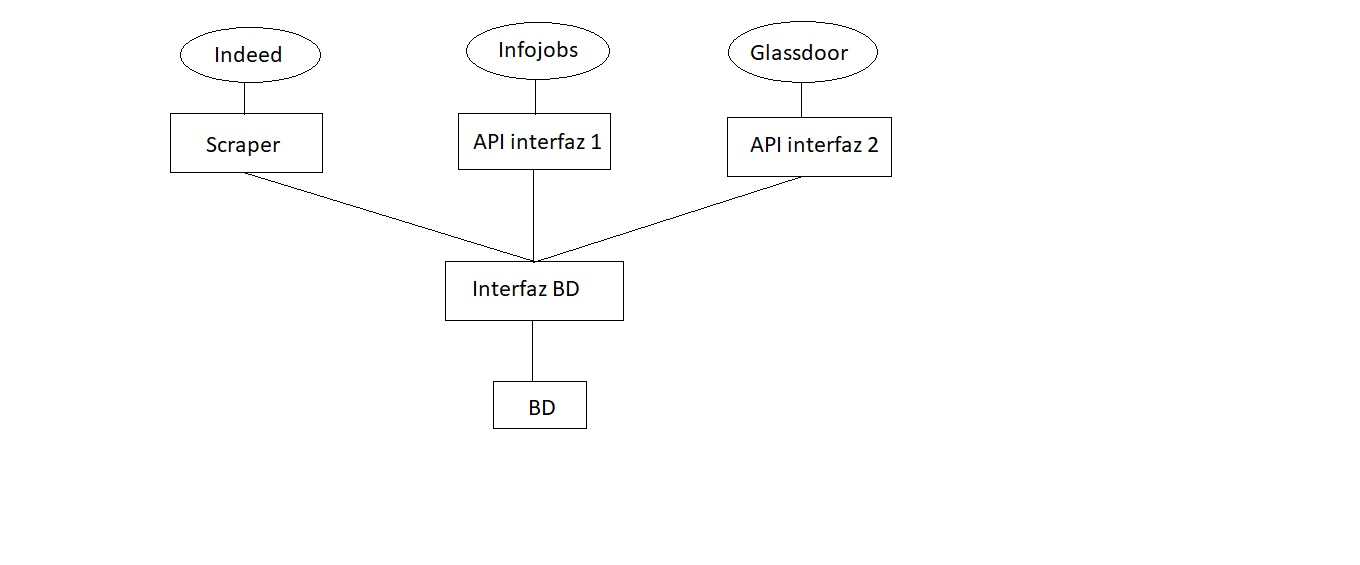 Indeed
Infojobs
Glassdoor
Scraper
API interfaz 1
API interfaz 2
Interfaz BD
BD